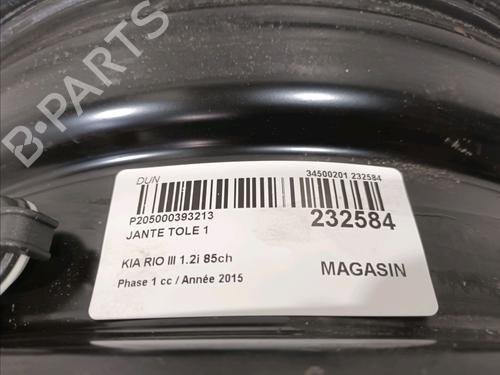 B-PARTS
DUN
34500201 232584
P205000393213
232584
JANTE TOLE 1
KIA RIO III 1.2i 85ch
MAGASIN
Phase 1 cc / Année 2015